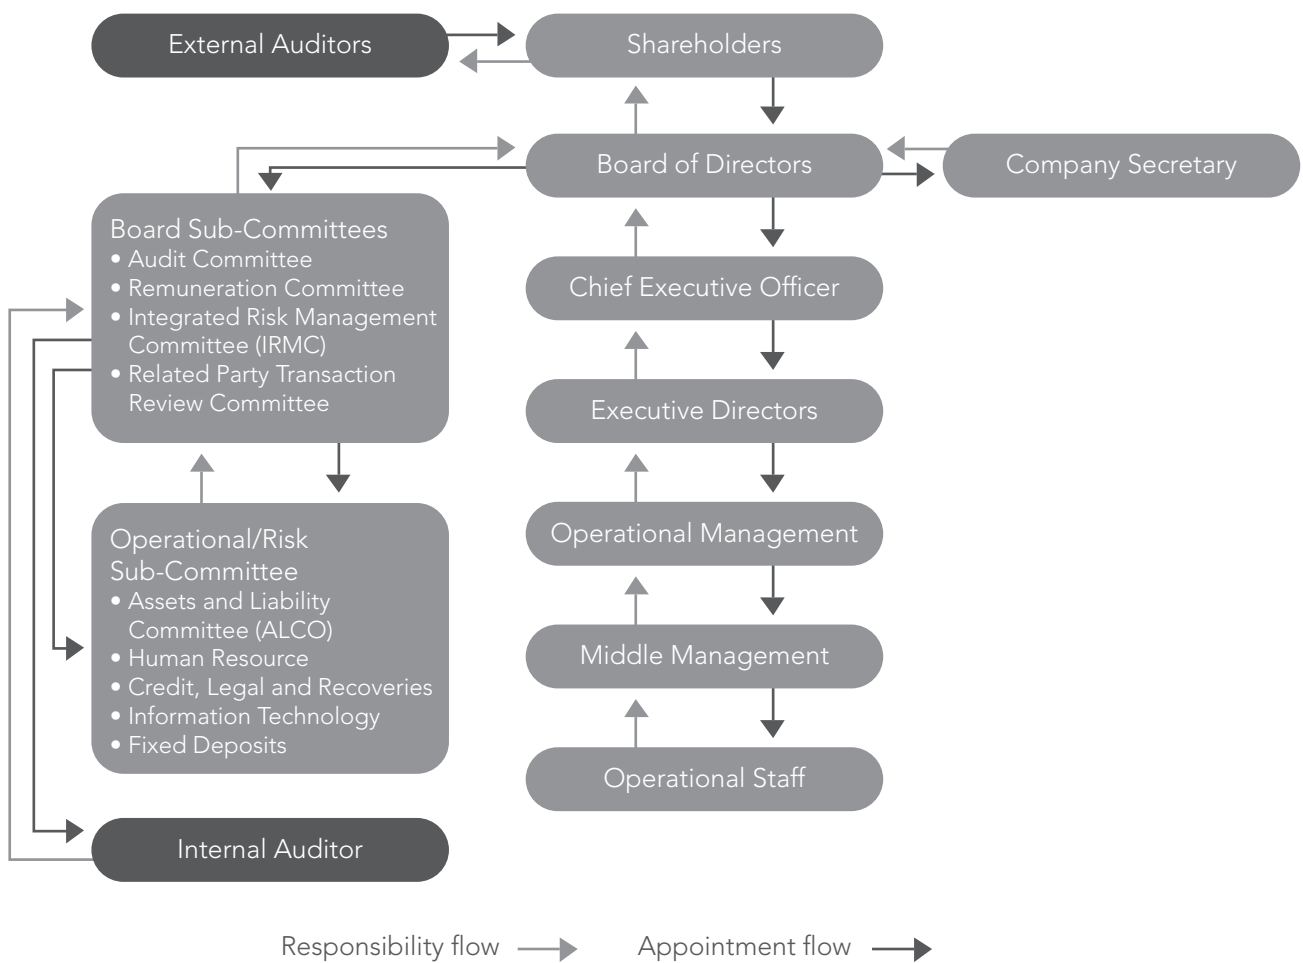 External Auditors
Shareholders
Board of Directors
Company Secretary
Board Sub-Committees
• Audit Committee
• Remuneration Committee
• Integrated Risk Management
Committee (IRMC)
• Related Party Transaction
Review Committee
Chief Executive Officer
Executive Directors
Operational/Risk
Sub-Committee
• Assets and Liability
Committee (ALCO)
• Human Resource
• Credit, Legal and Recoveries
• Information Technology
• Fixed Deposits
Operational Management
Middle Management
Operational Staff
Internal Auditor
Responsibility flow
Appointment flow